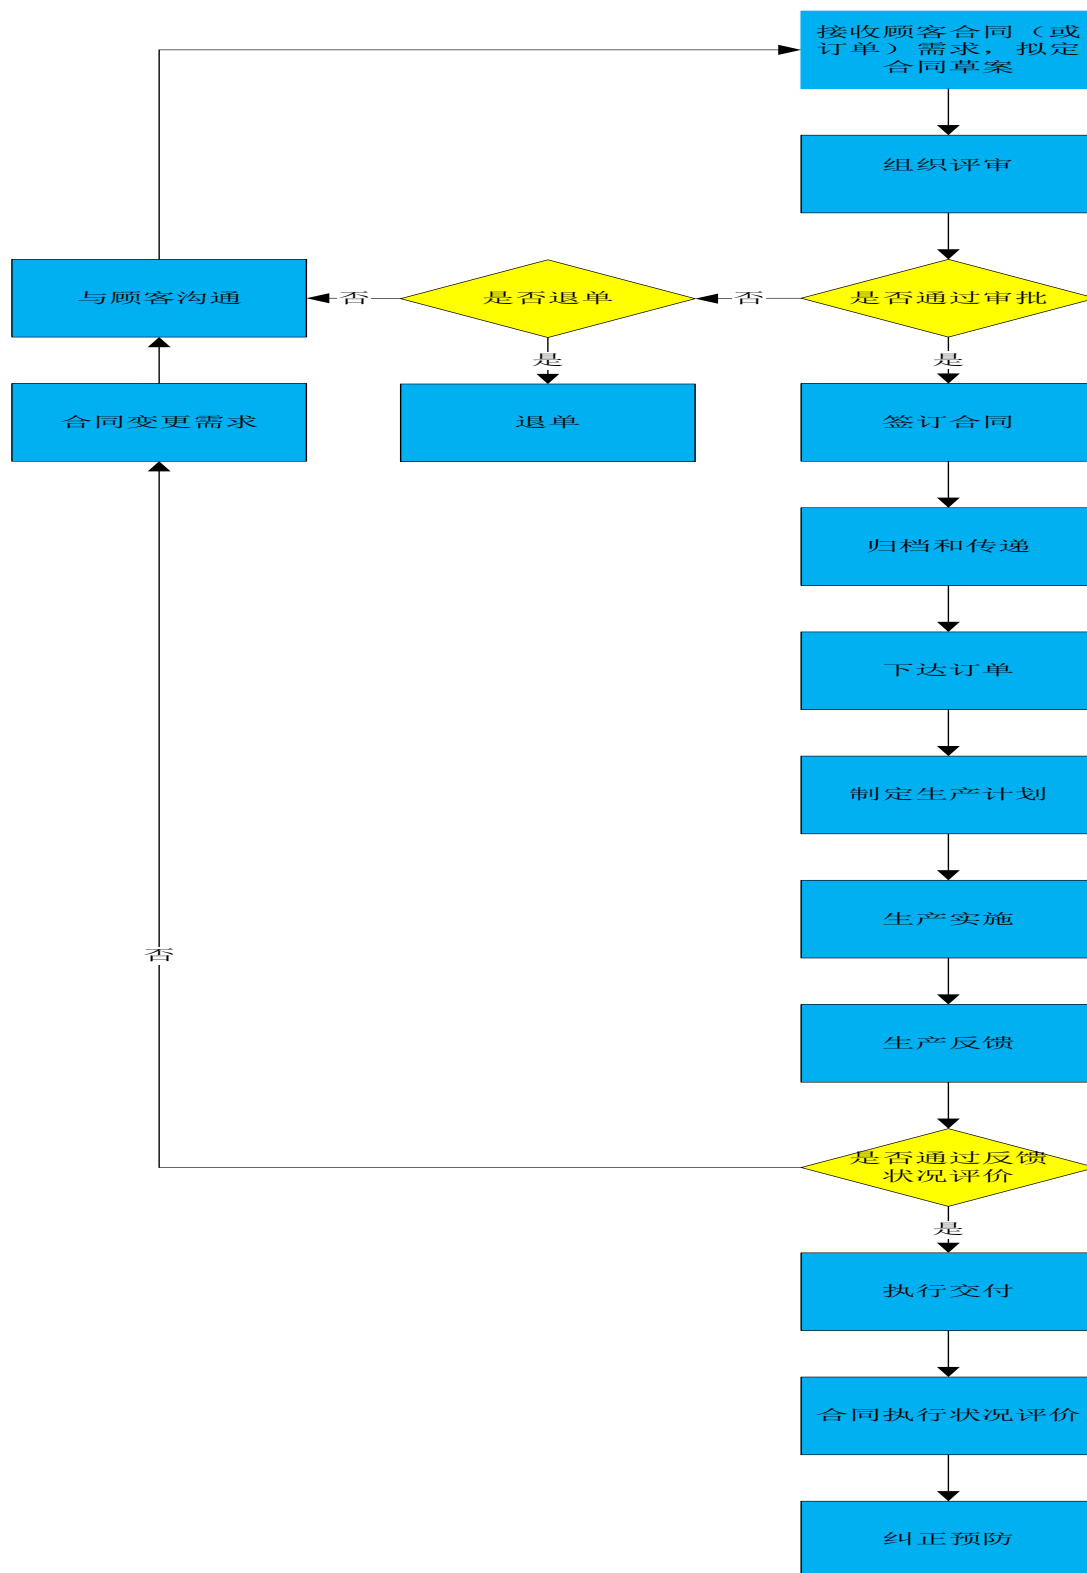 接收顾客合同（或
订单）需求，拟定
合同草案
组织评审
与顾客沟通
否
是否退单
否
是否通过审批
是
是
合同变更需求
退单
签订合同
归档和传递
下达订单
制定生产计划
生产实施
否
生产反馈
是否通过反馈
状况评价
是
执行交付
合同执行状况评价
纠正预防